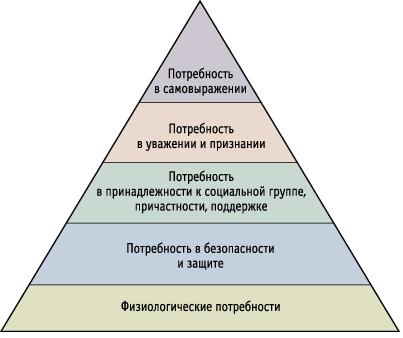 Потребность
в самовыражении
Потребность
в уважении и признании
Потребность
в принадлежности к социальной группе,
причастности, поддержке
Потребность в безопасности
и защите
Физиологические потребности